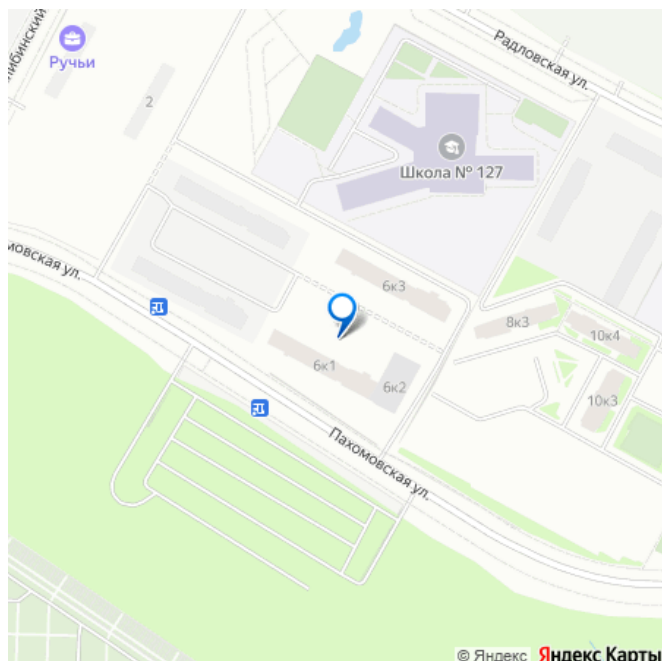 Радловская ул.
Ручьи
2
Школа № 127
6к3
8к3
10к4
6к1
6к2
10к3
Пахомовская ул.
© Яндекс Яндекс Карты